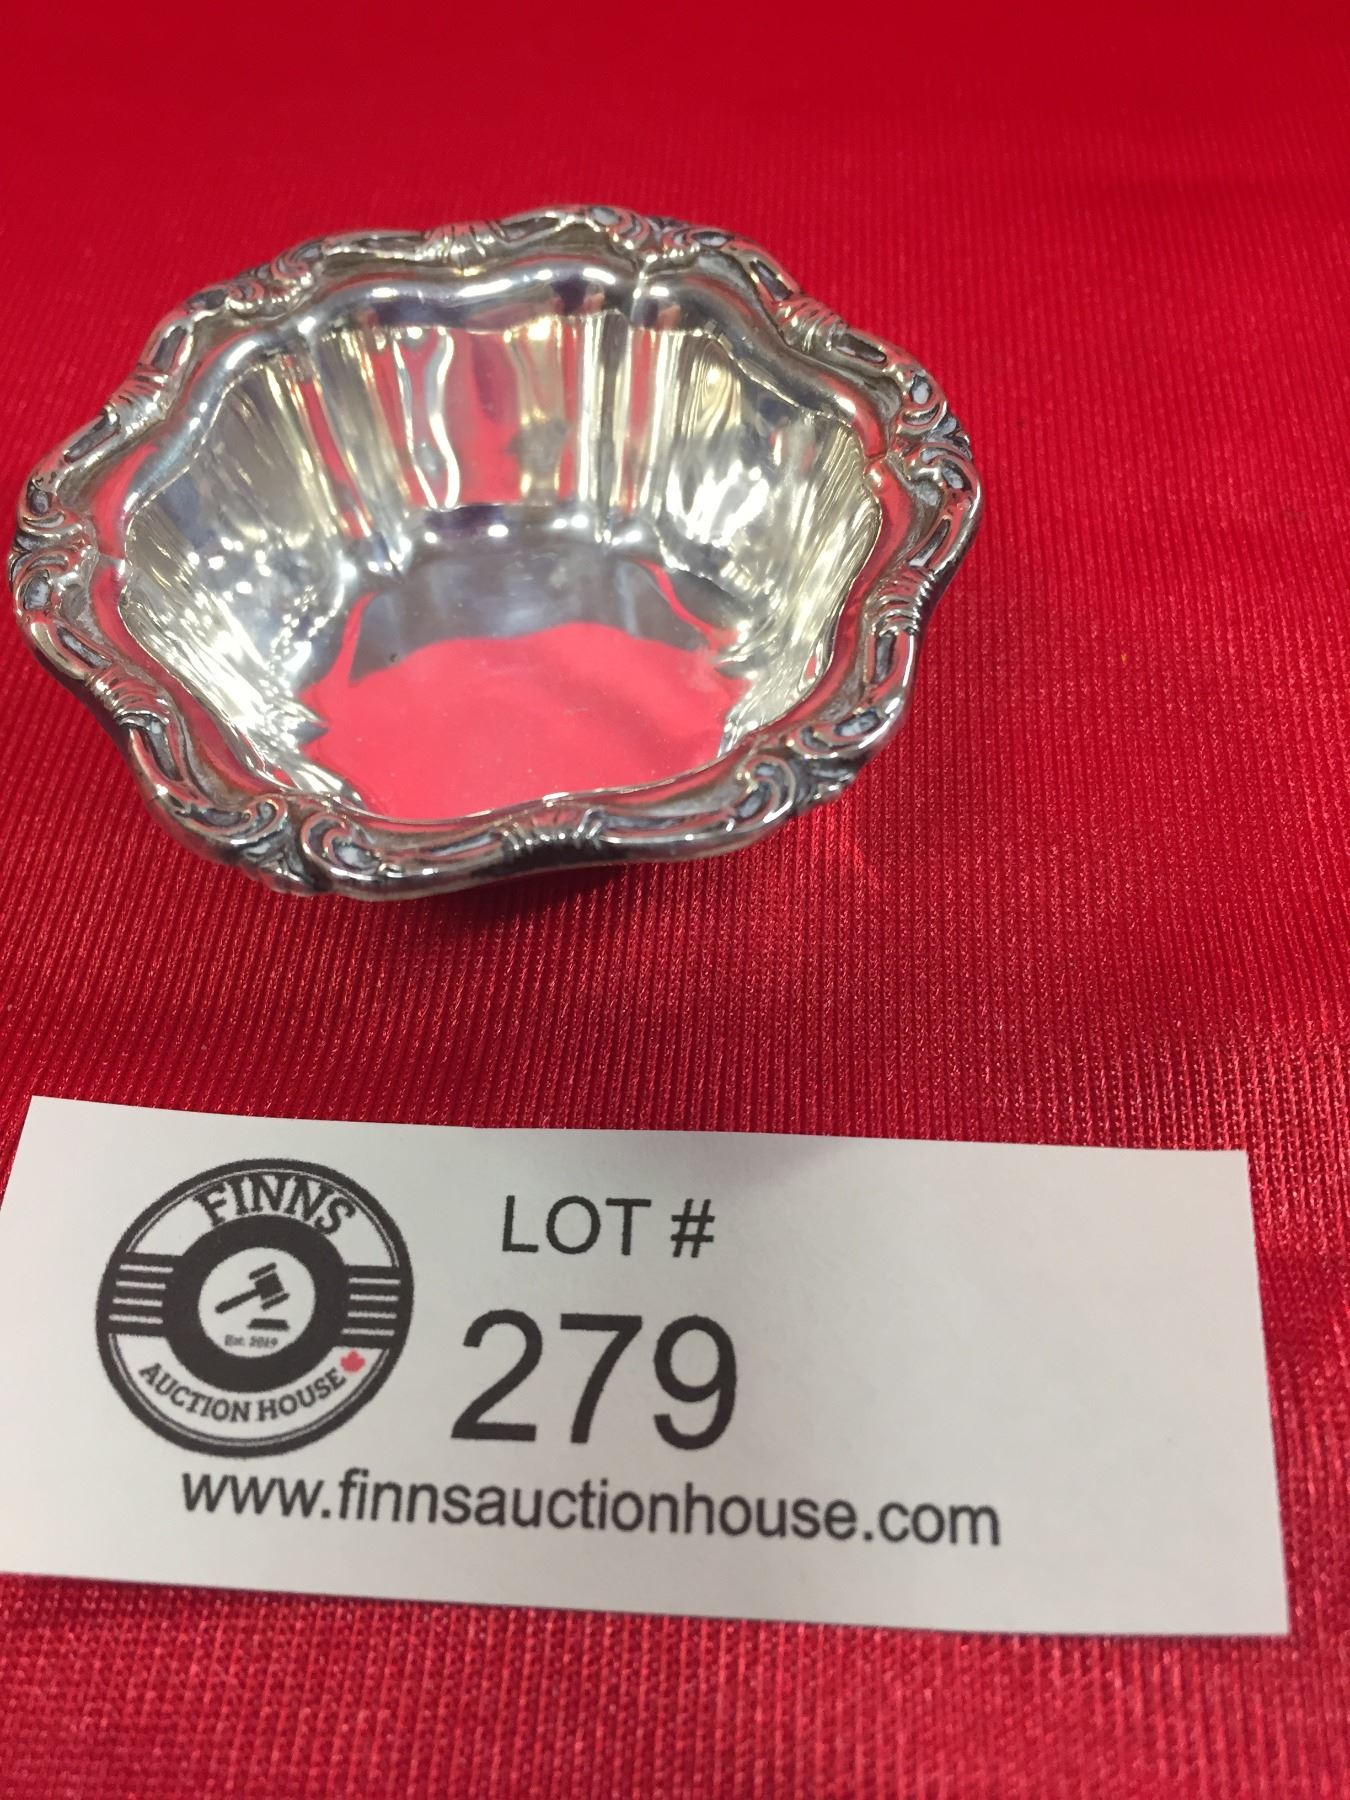 FINNS
Est. 2019
AUCTION HOUSE
LOT #
279
www.finnsauctionhouse.com